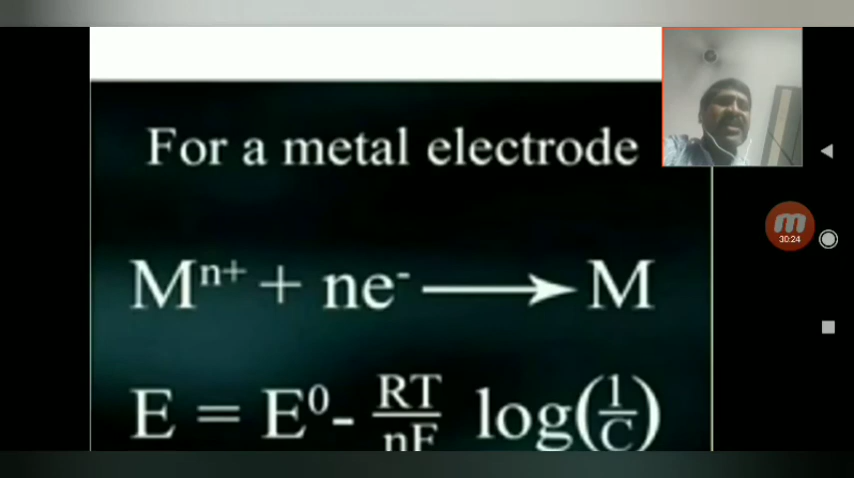 For a metal electrode
Mⁿ⁺ + ne⁻ ⟶ M
E = E⁰- RT/nF log(1/C)
30:24